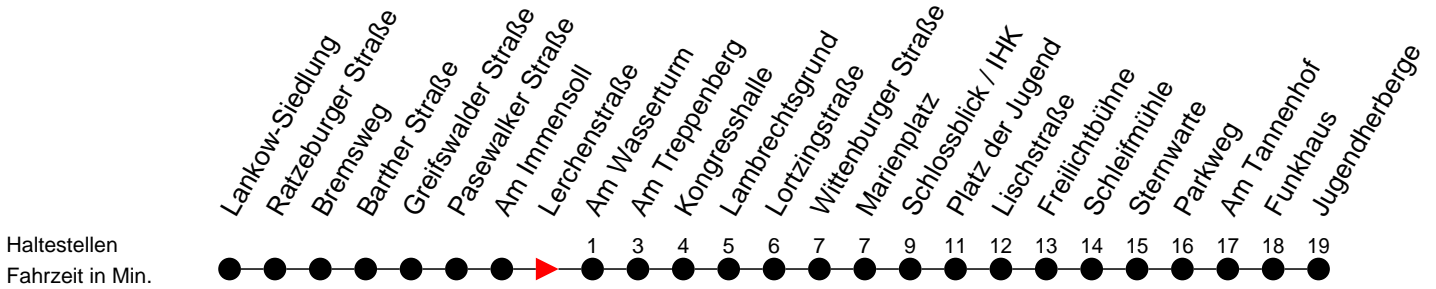 Lankow-Siedlung
Ratzeburger Straße
Bremsweg
Barther Straße
Greifswalder Straße
Pasewalker Straße
Am Immensoll
Lerchenstraße
Am Wasserturm
Am Treppenberg
Kongresshalle
Lambrechtsgrund
Lortzingstraße
Wittenburger Straße
Marienplatz
Schlossblick / IHK
Platz der Jugend
Lischstraße
Freilichtbühne
Schleifmühle
Sternwarte
Parkweg
Am Tannenhof
Funkhaus
Jugendherberge
Haltestellen 1 3 4 5 6 7 7 9 11 12 13 14 15 16 17 18 19
Fahrzeit in Min.